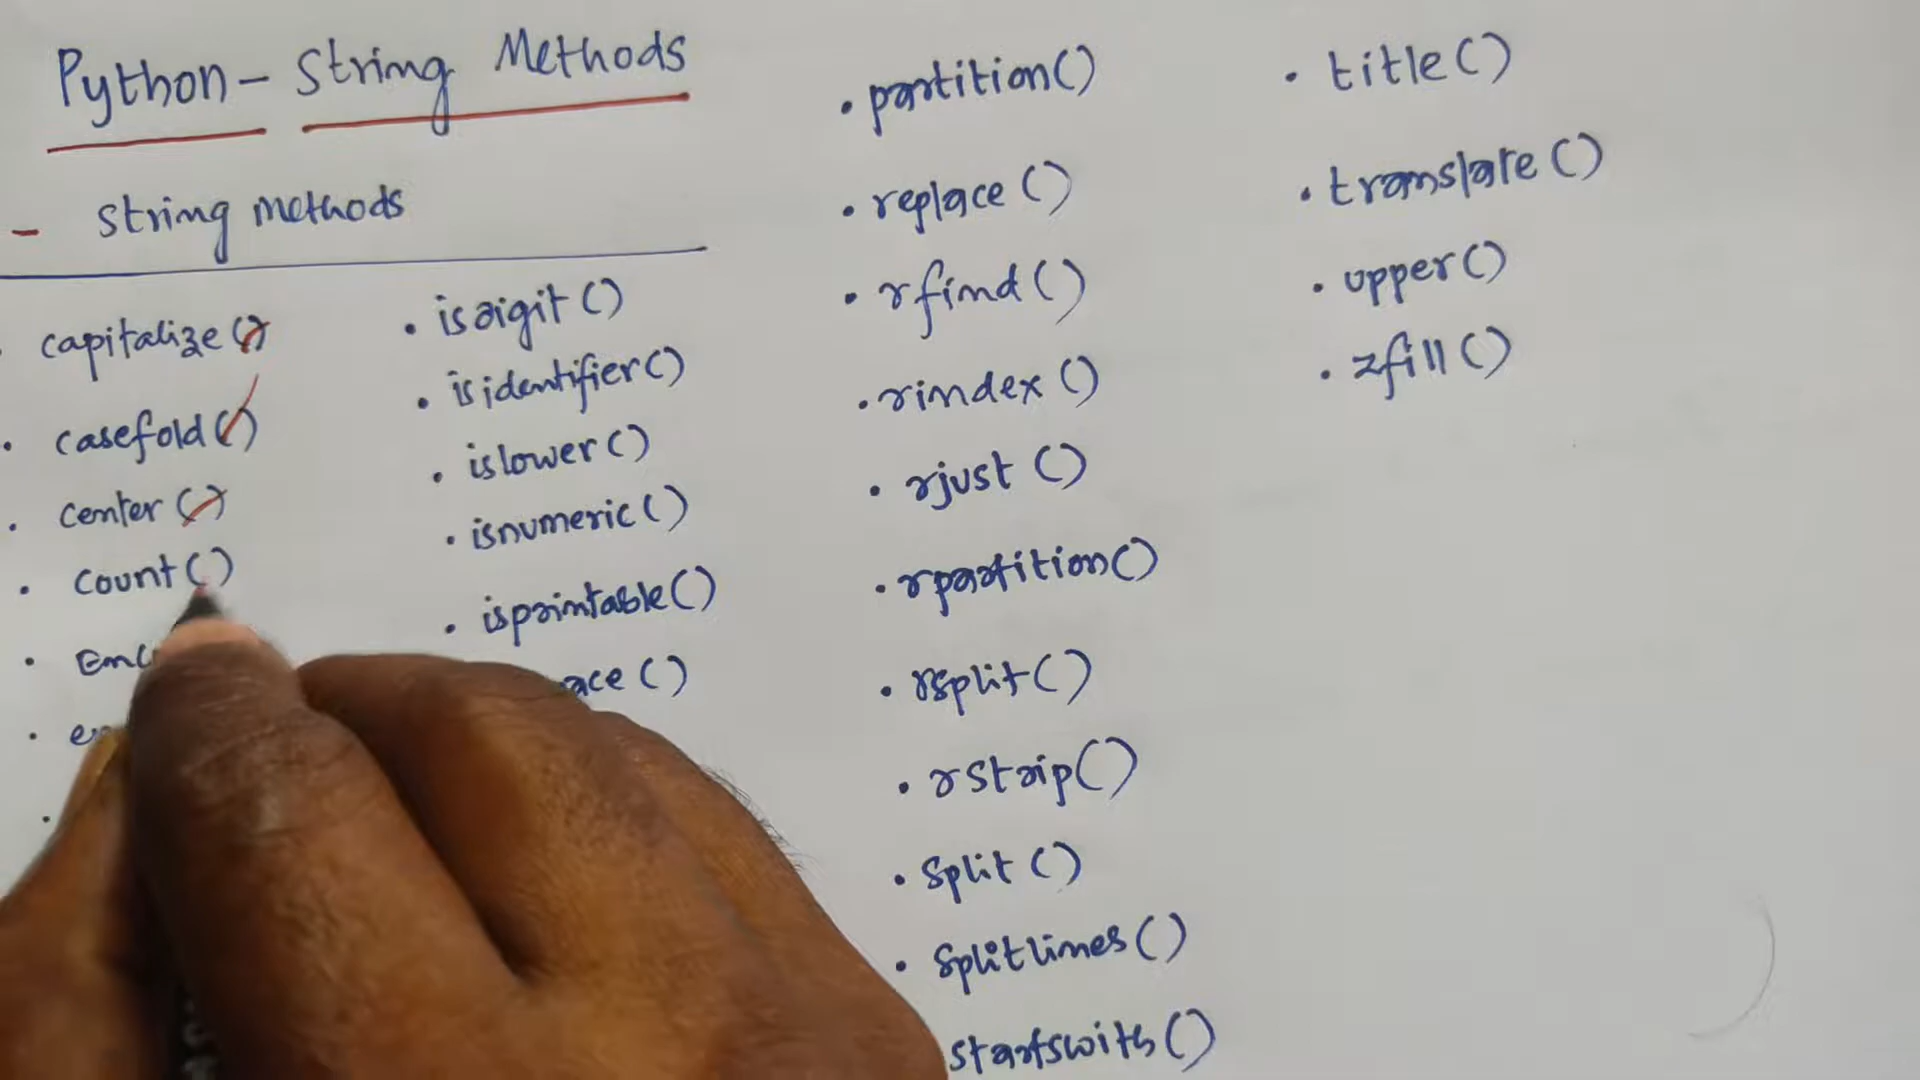 Python - String Methods
- String methods
• capitalize()
• casefold()
• center()
• count()
• isdigit()
• isidentifier()
• islower()
• isnumeric()
• isprintable()
• partition()
• replace()
• rfind()
• rindex()
• rjust()
• rpartition()
• rsplit()
• rstrip()
• split()
• splitlines()
startswith()
• title()
• translate()
• upper()
• zfill()